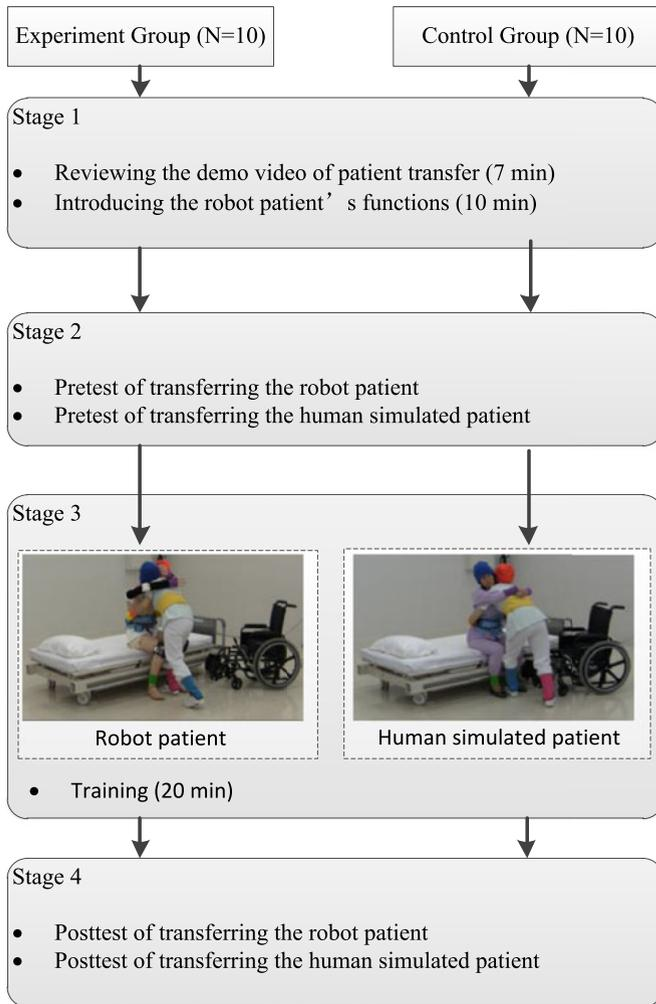 Experiment Group (N=10)
Control Group (N=10)
Stage 1
• Reviewing the demo video of patient transfer (7 min)
• Introducing the robot patient’ s functions (10 min)
Stage 2
• Pretest of transferring the robot patient
• Pretest of transferring the human simulated patient
Stage 3
Robot patient
Human simulated patient
• Training (20 min)
Stage 4
• Posttest of transferring the robot patient
• Posttest of transferring the human simulated patient